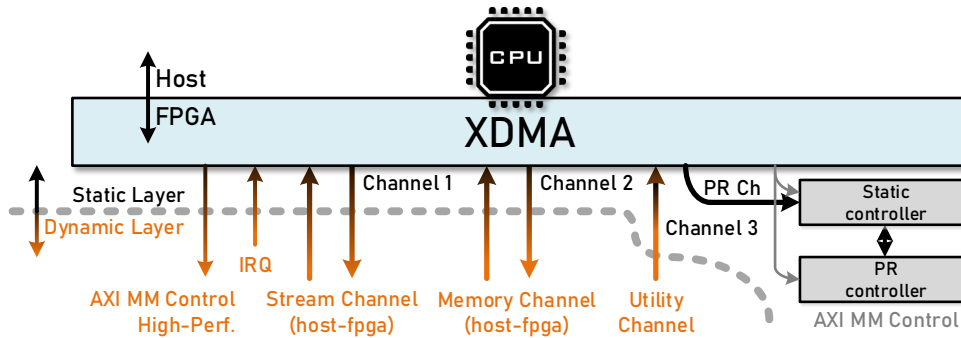 CPU
Host
FPGA
XDMA
Static Layer
Dynamic Layer
Channel 1
Channel 2
PR Ch
Channel 3
Static
controller
PR
controller
AXI MM Control
IRQ
AXI MM Control
High-Perf.
Stream Channel
(host-fpga)
Memory Channel
(host-fpga)
Utility
Channel